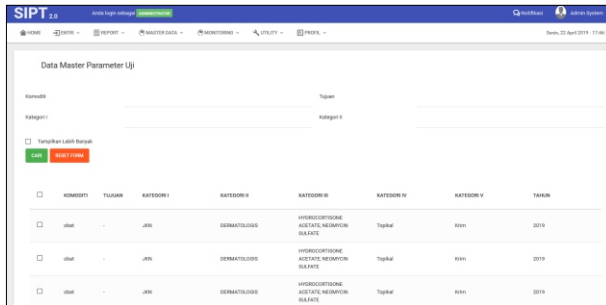 SIPT 2.0 Anda login sebagai ADMINISTRATOR Notifikasi Admin System
HOME ENTRI REPORT MASTER DATA MONITORING UTILITY PROFIL Senin, 22 April 2019 - 17:46
Data Master Parameter Uji
Komoditi Tujuan
Kategori I Kategori II
Tampilkan Lebih Banyak
CARI RESET FORM
KOMODITI TUJUAN KATEGORI I KATEGORI II KATEGORI III KATEGORI IV KATEGORI V TAHUN
HYDROCORTISONE
obat - JKN DERMATOLOGIS ACETATE; NEOMYCIN Topikal Krim 2019
SULFATE
HYDROCORTISONE
obat - JKN DERMATOLOGIS ACETATE; NEOMYCIN Topikal Krim 2019
SULFATE
HYDROCORTISONE
obat - JKN DERMATOLOGIS ACETATE; NEOMYCIN Topikal Krim 2019
SULFATE